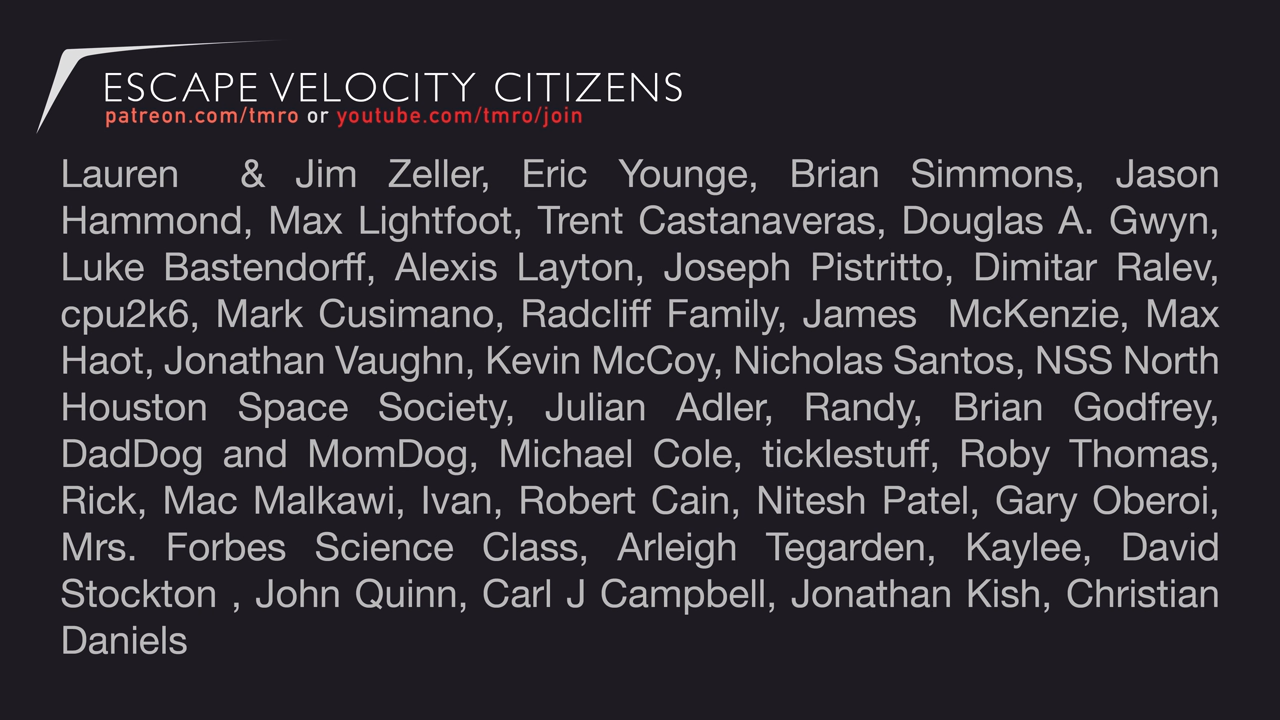 ESCAPE VELOCITY CITIZENS
patreon.com/tmro or youtube.com/tmro/join
Lauren & Jim Zeller, Eric Younge, Brian Simmons, Jason
Hammond, Max Lightfoot, Trent Castanaveras, Douglas A. Gwyn,
Luke Bastendorff, Alexis Layton, Joseph Pistritto, Dimitar Ralev,
cpu2k6, Mark Cusimano, Radcliff Family, James McKenzie, Max
Haot, Jonathan Vaughn, Kevin McCoy, Nicholas Santos, NSS North
Houston Space Society, Julian Adler, Randy, Brian Godfrey,
DadDog and MomDog, Michael Cole, ticklestuff, Roby Thomas,
Rick, Mac Malkawi, Ivan, Robert Cain, Nitesh Patel, Gary Oberoi,
Mrs. Forbes Science Class, Arleigh Tegarden, Kaylee, David
Stockton , John Quinn, Carl J Campbell, Jonathan Kish, Christian
Daniels